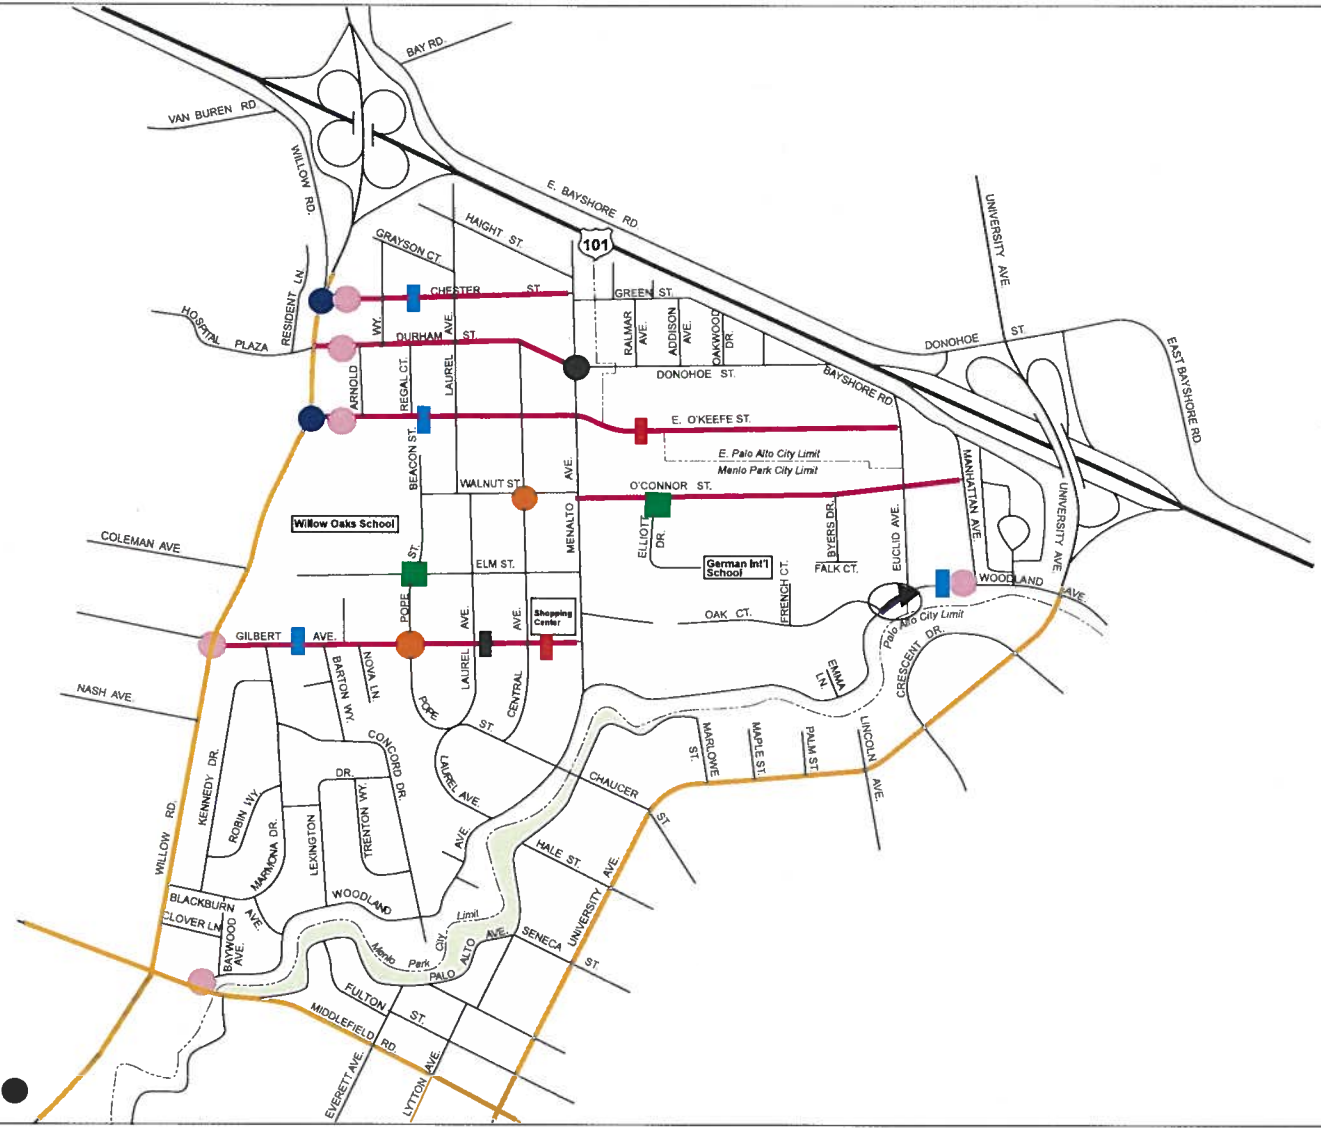 BAY RD.
VAN BUREN RD.
WILLOW RD.
E. BAYSHORE RD.
UNIVERSITY AVE.
HAIGHT ST.
GRAYSON CT.
101
RESIDENT LN.
CHESTER ST.
GREEN ST.
HOSPITAL PLAZA
WY.
DURHAM ST.
AVE.
RALMAR AVE.
ADDISON AVE.
OAKWOOD DR.
DONOHOE ST.
EAST BAYSHORE RD.
ARNOLD
REGAL CT.
LAUREL
DONOHOE ST.
BAYSHORE RD
E. O'KEEFE ST.
BEACON ST.
E. Palo Alto City Limit
Menlo Park City Limit
AVE.
MANHATTAN AVE.
WALNUT ST.
O'CONNOR ST.
UNIVERSITY AVE.
Willow Oaks School
MENALTO
ELLIOTT DR.
BYERS DR.
EUCLID AVE.
COLEMAN AVE
ST.
ELM ST.
German Int'l
School
FALK CT.
FRENCH CT.
WOODLAND AVE.
POPE
AVE.
AVE.
Shopping
Center
OAK CT.
Palo Alto City Limit
GILBERT AVE.
CRESCENT DR.
BARTON WY.
NOVA LN.
LAUREL
CENTRAL
EMMA LN.
NASH AVE.
POPE ST.
MARLOWE ST.
MAPLE ST.
PALM ST
LINCOLN AVE.
KENNEDY DR.
CONCORD DR.
DR.
LAUREL AVE.
CHAUCER ST.
WILLOW RD.
ROBIN WY.
MARMONA DR.
LEXINGTON
TRENTON WY.
AVE.
HALE ST.
BLACKBURN AVE.
WOODLAND
CLOVER LN
BAYWOOD AVE.
Menlo Park City Limit
PALO ALTO AVE.
SENECA ST
UNIVERSITY AVE.
FULTON ST.
MIDDLEFIELD RD.
EVERETT AVE.
LYTTON AVE.